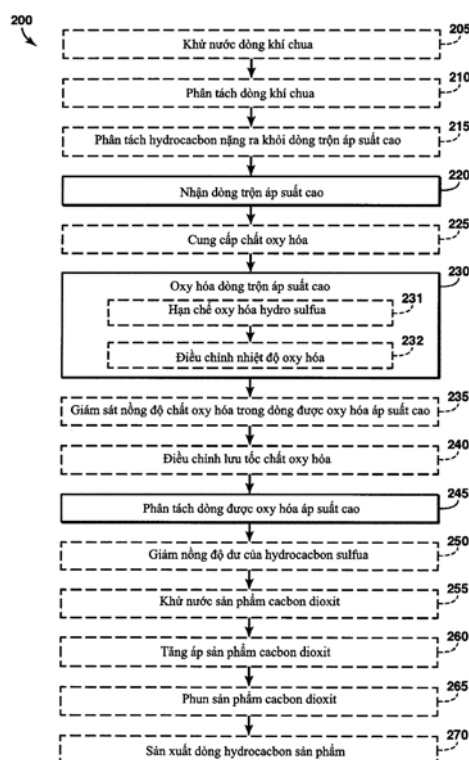 200
Khử nước dòng khí chua
205
Phân tách dòng khí chua
210
Phân tách hydrocacbon nặng ra khỏi dòng trộn áp suất cao
215
Nhận dòng trộn áp suất cao
220
Cung cấp chất oxy hóa
225
Oxy hóa dòng trộn áp suất cao
230
Hạn chế oxy hóa hydro sulfua
231
Điều chỉnh nhiệt độ oxy hóa
232
Giám sát nồng độ chất oxy hóa trong dòng được oxy hóa áp suất cao
235
Điều chỉnh lưu tốc chất oxy hóa
240
Phân tách dòng được oxy hóa áp suất cao
245
Giảm nồng độ dư của hydrocacbon sulfua
250
Khử nước sản phẩm cacbon dioxit
255
Tăng áp sản phẩm cacbon dioxit
260
Phun sản phẩm cacbon dioxit
265
Sản xuất dòng hydrocacbon sản phẩm
270